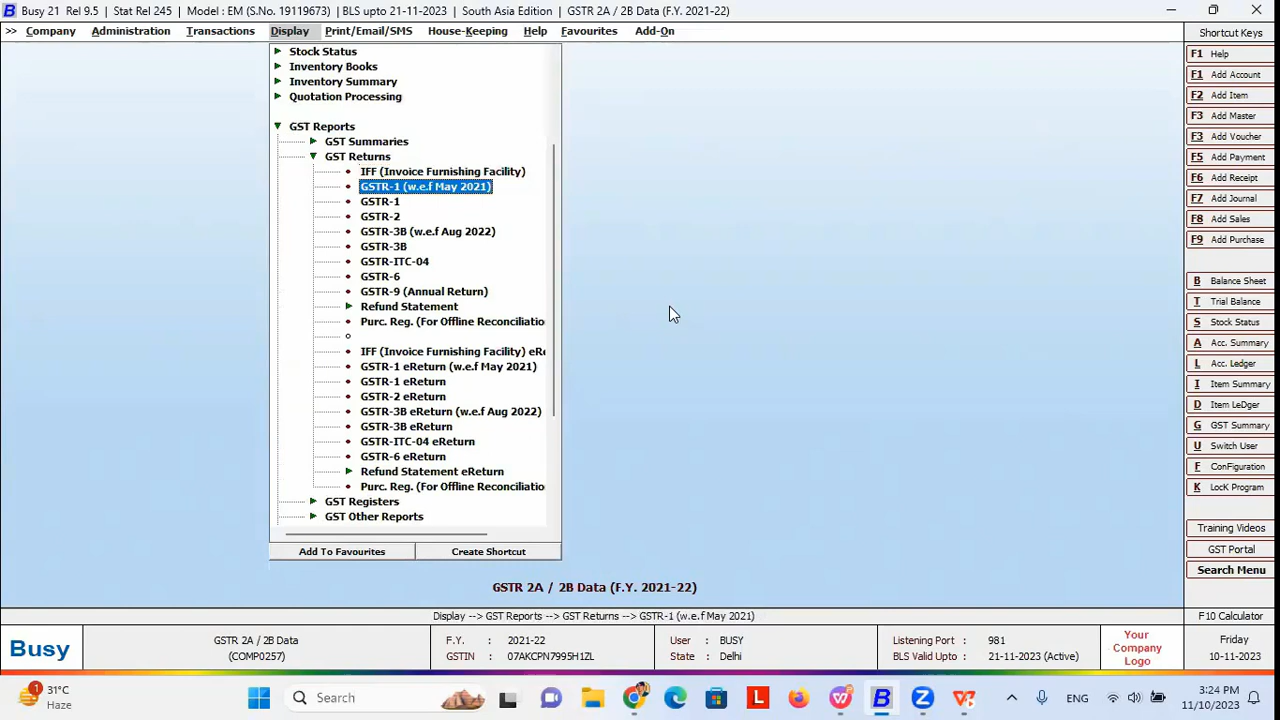 Busy 21 Rel 9.5 | Stat Rel 245 | Model : EM (S.No. 19119673) | BLS upto 21-11-2023 | South Asia Edition | GSTR 2A / 2B Data (F.Y. 2021-22)
>> Company Administration Transactions Display Print/Email/SMS House-Keeping Help Favourites Add-On
Stock Status
Inventory Books
Inventory Summary
Quotation Processing
GST Reports
GST Summaries
GST Returns
IFF (Invoice Furnishing Facility)
GSTR-1 (w.e.f May 2021)
GSTR-1
GSTR-2
GSTR-3B (w.e.f Aug 2022)
GSTR-3B
GSTR-ITC-04
GSTR-6
GSTR-9 (Annual Return)
Refund Statement
Purc. Reg. (For Offline Reconciliatio
IFF (Invoice Furnishing Facility) eRe
GSTR-1 eReturn (w.e.f May 2021)
GSTR-1 eReturn
GSTR-2 eReturn
GSTR-3B eReturn (w.e.f Aug 2022)
GSTR-3B eReturn
GSTR-ITC-04 eReturn
GSTR-6 eReturn
Refund Statement eReturn
Purc. Reg. (For Offline Reconciliatio
GST Registers
GST Other Reports
Add To Favourites Create Shortcut
Shortcut Keys
F1 Help
F1 Add Account
F2 Add Item
F3 Add Master
F3 Add Voucher
F5 Add Payment
F6 Add Receipt
F7 Add Journal
F8 Add Sales
F9 Add Purchase
B Balance Sheet
T Trial Balance
S Stock Status
A Acc. Summary
L Acc. Ledger
I Item Summary
D Item LeDger
G GST Summary
U Switch User
F ConFiguration
K LocK Program
Training Videos
GST Portal
Search Menu
GSTR 2A / 2B Data (F.Y. 2021-22)
Display --> GST Reports --> GST Returns --> GSTR-1 (w.e.f May 2021)
F10 Calculator
Busy
GSTR 2A / 2B Data
(COMP0257)
F.Y. : 2021-22
GSTIN : 07AKCPN7995H1ZL
User : BUSY
State : Delhi
Listening Port : 981
BLS Valid Upto : 21-11-2023 (Active)
Your
Company
Logo
Friday
10-11-2023
1
31°C
Haze
Search
L
B
ENG
3:24 PM
11/10/2023